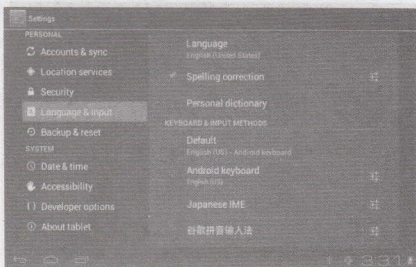 Settings
PERSONAL
Accounts & sync
Location services
Security
Language & input
Backup & reset
SYSTEM
Date & time
Accessibility
Developer options
About tablet
Language
English (United States)
Spelling correction
Personal dictionary
KEYBOARD & INPUT METHODS
Default
English (US) - Android keyboard
Android keyboard
English (US)
Japanese IME
谷歌拼音输入法
3:31